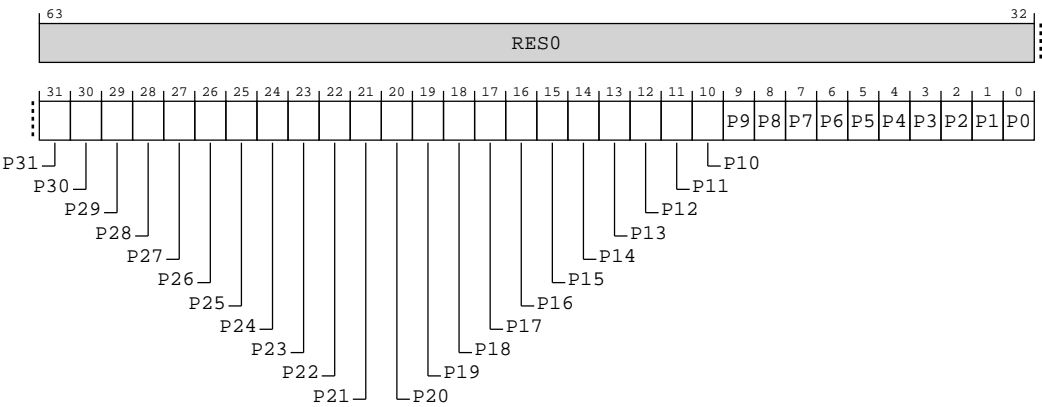 63 32
RES0
31 30 29 28 27 26 25 24 23 22 21 20 19 18 17 16 15 14 13 12 11 10 9 8 7 6 5 4 3 2 1 0
P9 P8 P7 P6 P5 P4 P3 P2 P1 P0
P31 P10
P30 P11
P29 P12
P28 P13
P27 P14
P26 P15
P25 P16
P24 P17
P23 P18
P22 P19
P21 P20